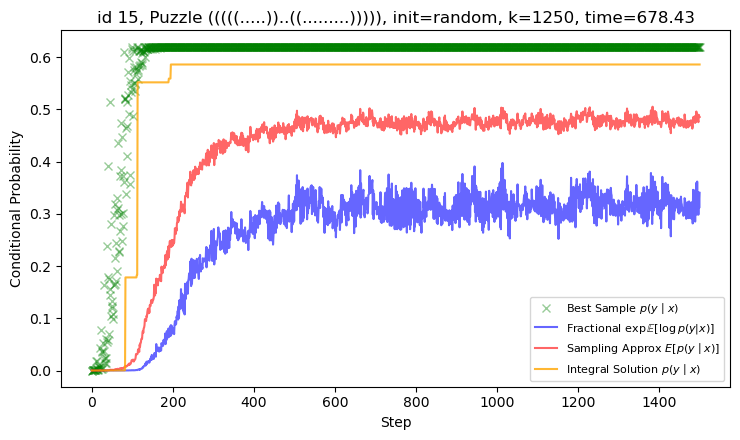 id 15, Puzzle (((((.....))..((.........))))), init=random, k=1250, time=678.43
Conditional Probability
0.6
0.5
0.4
0.3
0.2
0.1
0.0
Best Sample p(y | x)
Fractional exp 𝔼[log p(y|x)]
Sampling Approx E[p(y | x)]
Integral Solution p(y | x)
0 200 400 600 800 1000 1200 1400
Step